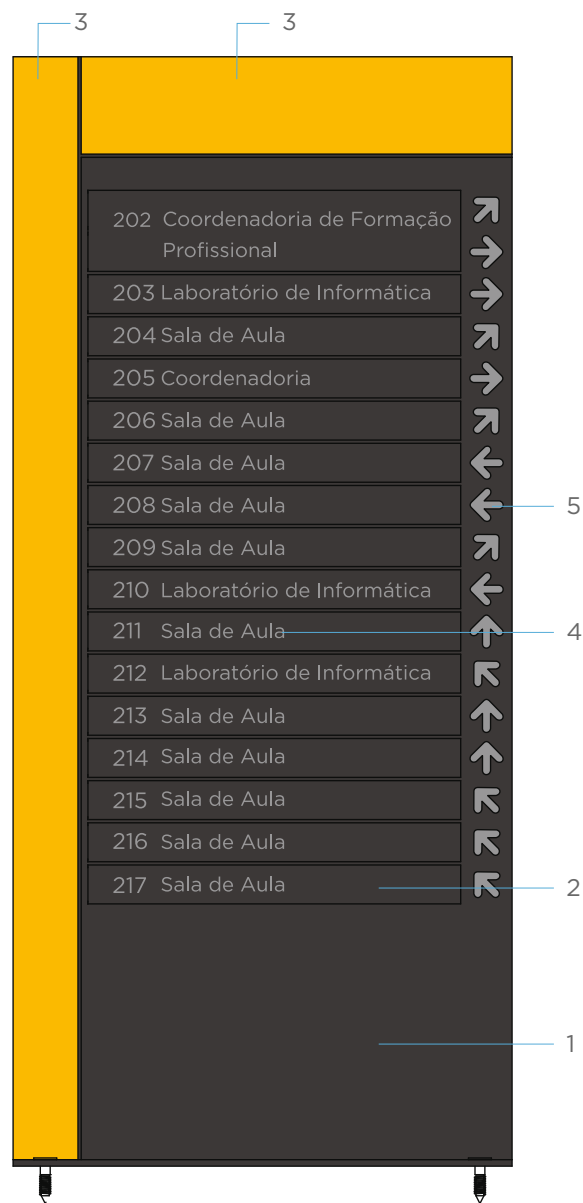 3 3
202 Coordenadoria de Formação
Profissional
203 Laboratório de Informática
204 Sala de Aula
205 Coordenadoria
206 Sala de Aula
207 Sala de Aula
208 Sala de Aula 5
209 Sala de Aula
210 Laboratório de Informática
211 Sala de Aula 4
212 Laboratório de Informática
213 Sala de Aula
214 Sala de Aula
215 Sala de Aula
216 Sala de Aula
217 Sala de Aula 2
1